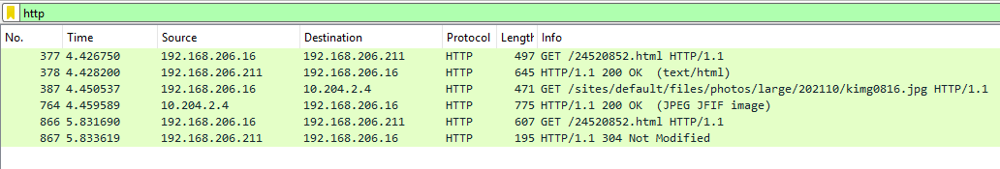 http
No. Time Source Destination Protocol Length Info
377 4.426750 192.168.206.16 192.168.206.211 HTTP 497 GET /24520852.html HTTP/1.1
378 4.428200 192.168.206.211 192.168.206.16 HTTP 645 HTTP/1.1 200 OK (text/html)
387 4.450537 192.168.206.16 10.204.2.4 HTTP 471 GET /sites/default/files/photos/large/202110/kimg0816.jpg HTTP/1.1
764 4.459589 10.204.2.4 192.168.206.16 HTTP 775 HTTP/1.1 200 OK (JPEG JFIF image)
866 5.831690 192.168.206.16 192.168.206.211 HTTP 607 GET /24520852.html HTTP/1.1
867 5.833619 192.168.206.211 192.168.206.16 HTTP 195 HTTP/1.1 304 Not Modified